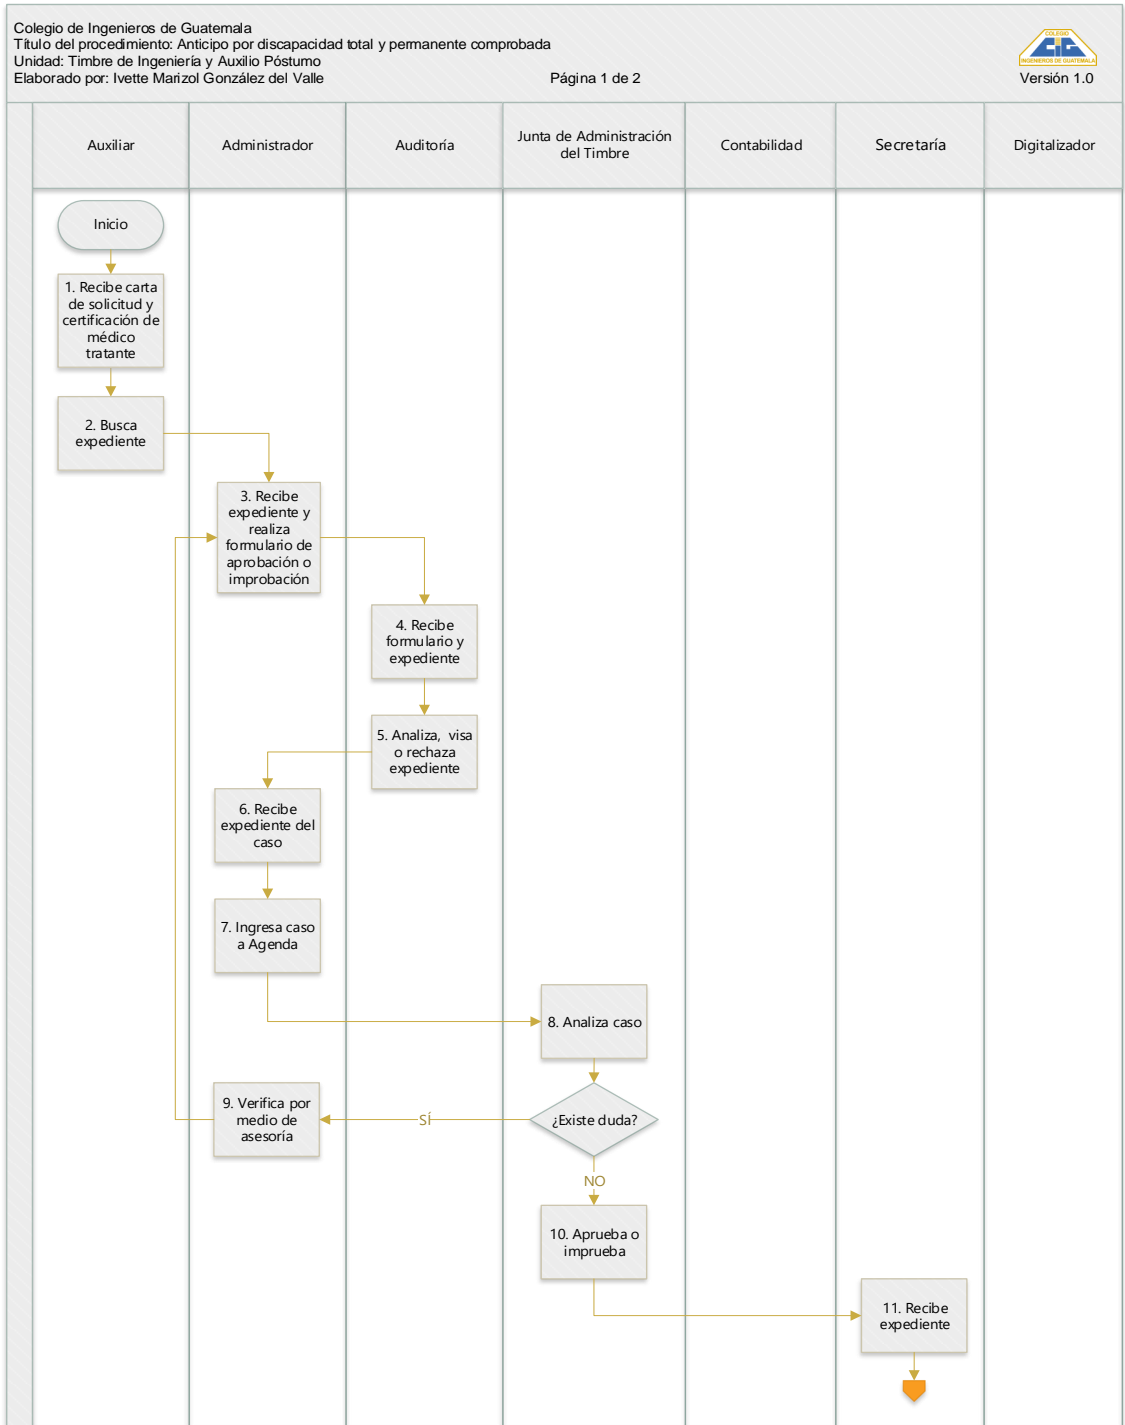 Colegio de Ingenieros de Guatemala
Título del procedimiento: Anticipo por discapacidad total y permanente comprobada
Unidad: Timbre de Ingeniería y Auxilio Póstumo
Elaborado por: Ivette Marizol González del Valle
Página 1 de 2
COLEGIO
CIG
INGENIEROS DE GUATEMALA
Versión 1.0
Auxiliar
Administrador
Auditoría
Junta de Administración
del Timbre
Contabilidad
Secretaría
Digitalizador
Inicio
1. Recibe carta
de solicitud y
certificación de
médico
tratante
2. Busca
expediente
3. Recibe
expediente y
realiza
formulario de
aprobación o
improbación
4. Recibe
formulario y
expediente
5. Analiza, visa
o rechaza
expediente
6. Recibe
expediente del
caso
7. Ingresa caso
a Agenda
8. Analiza caso
¿Existe duda?
SÍ
9. Verifica por
medio de
asesoría
NO
10. Aprueba o
imprueba
11. Recibe
expediente